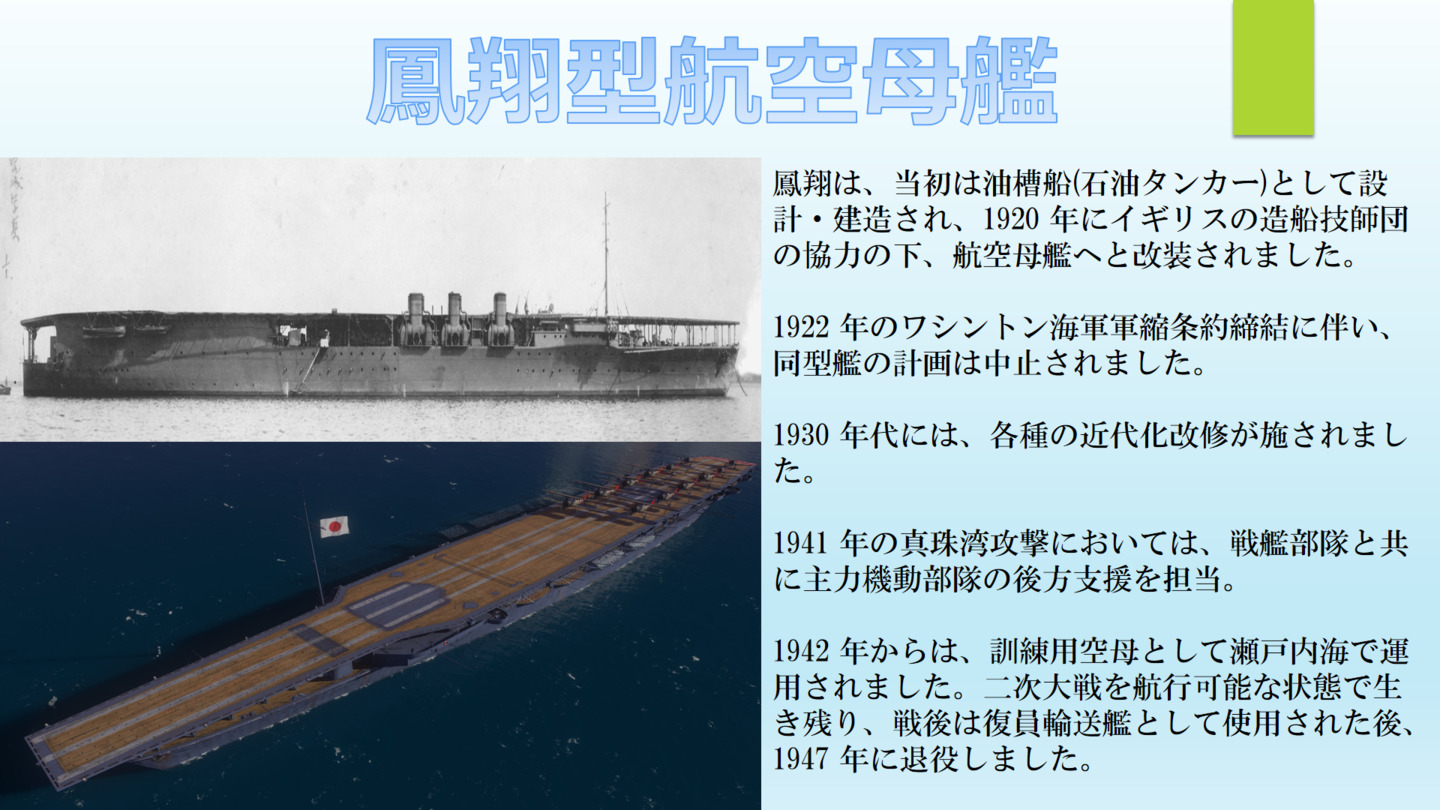 鳳翔型航空母艦
鳳翔は、当初は油槽船(石油タンカー)として設
計・建造され、1920 年にイギリスの造船技師団
の協力の下、航空母艦へと改装されました。
1922 年のワシントン海軍軍縮条約締結に伴い、
同型艦の計画は中止されました。
1930 年代には、各種の近代化改修が施されまし
た。
1941 年の真珠湾攻撃においては、戦艦部隊と共
に主力機動部隊の後方支援を担当。
1942 年からは、訓練用空母として瀬戸内海で運
用されました。二次大戦を航行可能な状態で生
き残り、戦後は復員輸送艦として使用された後、
1947 年に退役しました。